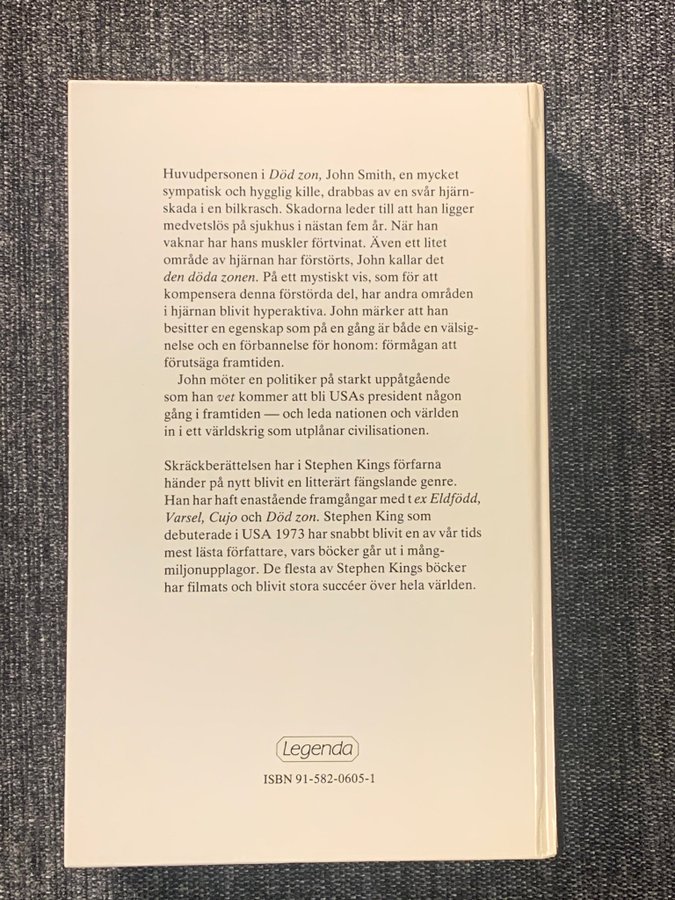 Huvudpersonen i Död zon, John Smith, en mycket
sympatisk och hygglig kille, drabbas av en svår hjärn-
skada i en bilkrasch. Skadorna leder till att han ligger
medvetslös på sjukhus i nästan fem år. När han
vaknar har hans muskler förtvinat. Även ett litet
område av hjärnan har förstörts, John kallar det
den döda zonen. På ett mystiskt vis, som för att
kompensera denna förstörda del, har andra områden
i hjärnan blivit hyperaktiva. John märker att han
besitter en egenskap som på en gång är både en välsig-
nelse och en förbannelse för honom: förmågan att
förutsäga framtiden.
John möter en politiker på starkt uppåtgående
som han vet kommer att bli USAs president någon
gång i framtiden — och leda nationen och världen
in i ett världskrig som utplånar civilisationen.
Skräckberättelsen har i Stephen Kings förfarna
händer på nytt blivit en litterärt fängslande genre.
Han har haft enastående framgångar med t ex Eldfödd,
Varsel, Cujo och Död zon. Stephen King som
debuterade i USA 1973 har snabbt blivit en av vår tids
mest lästa författare, vars böcker går ut i mång-
miljonupplagor. De flesta av Stephen Kings böcker
har filmats och blivit stora succéer över hela världen.
Legenda
ISBN 91-582-0605-1